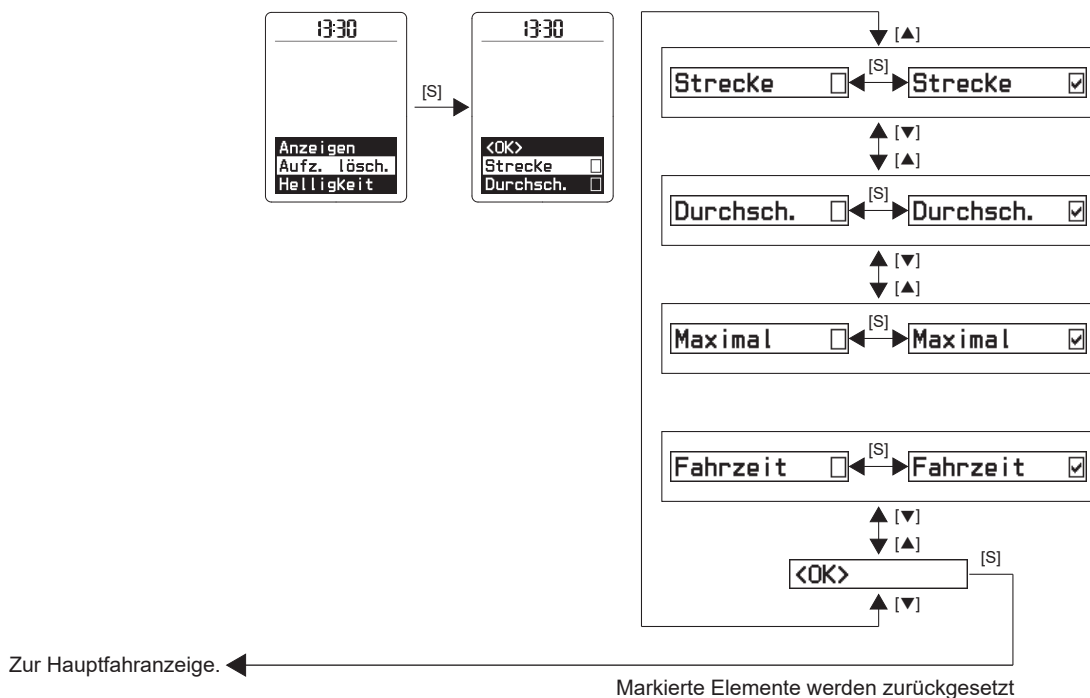 13:30
Anzeigen
Aufz. lösch.
Helligkeit
[S]
13:30
<OK>
Strecke
Durchsch.
[▲]
Strecke
[S]
Strecke
[▼]
[▲]
Durchsch.
[S]
Durchsch.
[▼]
[▲]
Maximal
[S]
Maximal
Fahrzeit
[S]
Fahrzeit
[▼]
[▲]
<OK>
[S]
[▼]
Zur Hauptfahranzeige.
Markierte Elemente werden zurückgesetzt